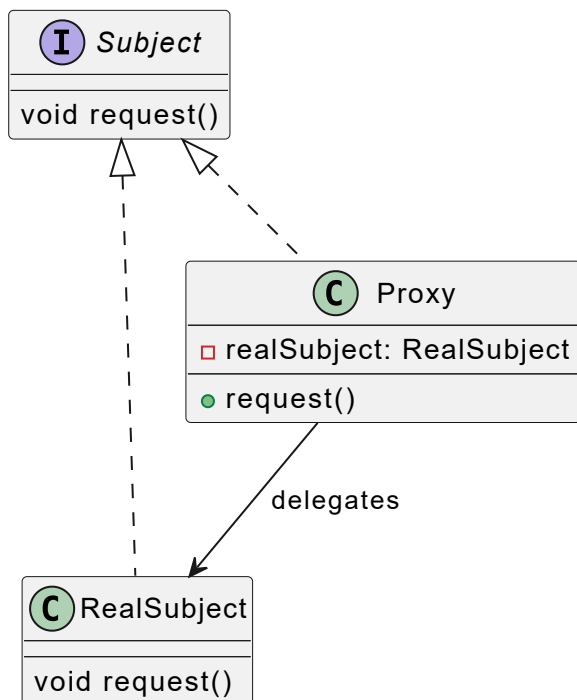 I Subject
void request()
C Proxy
realSubject: RealSubject
request()
delegates
C RealSubject
void request()